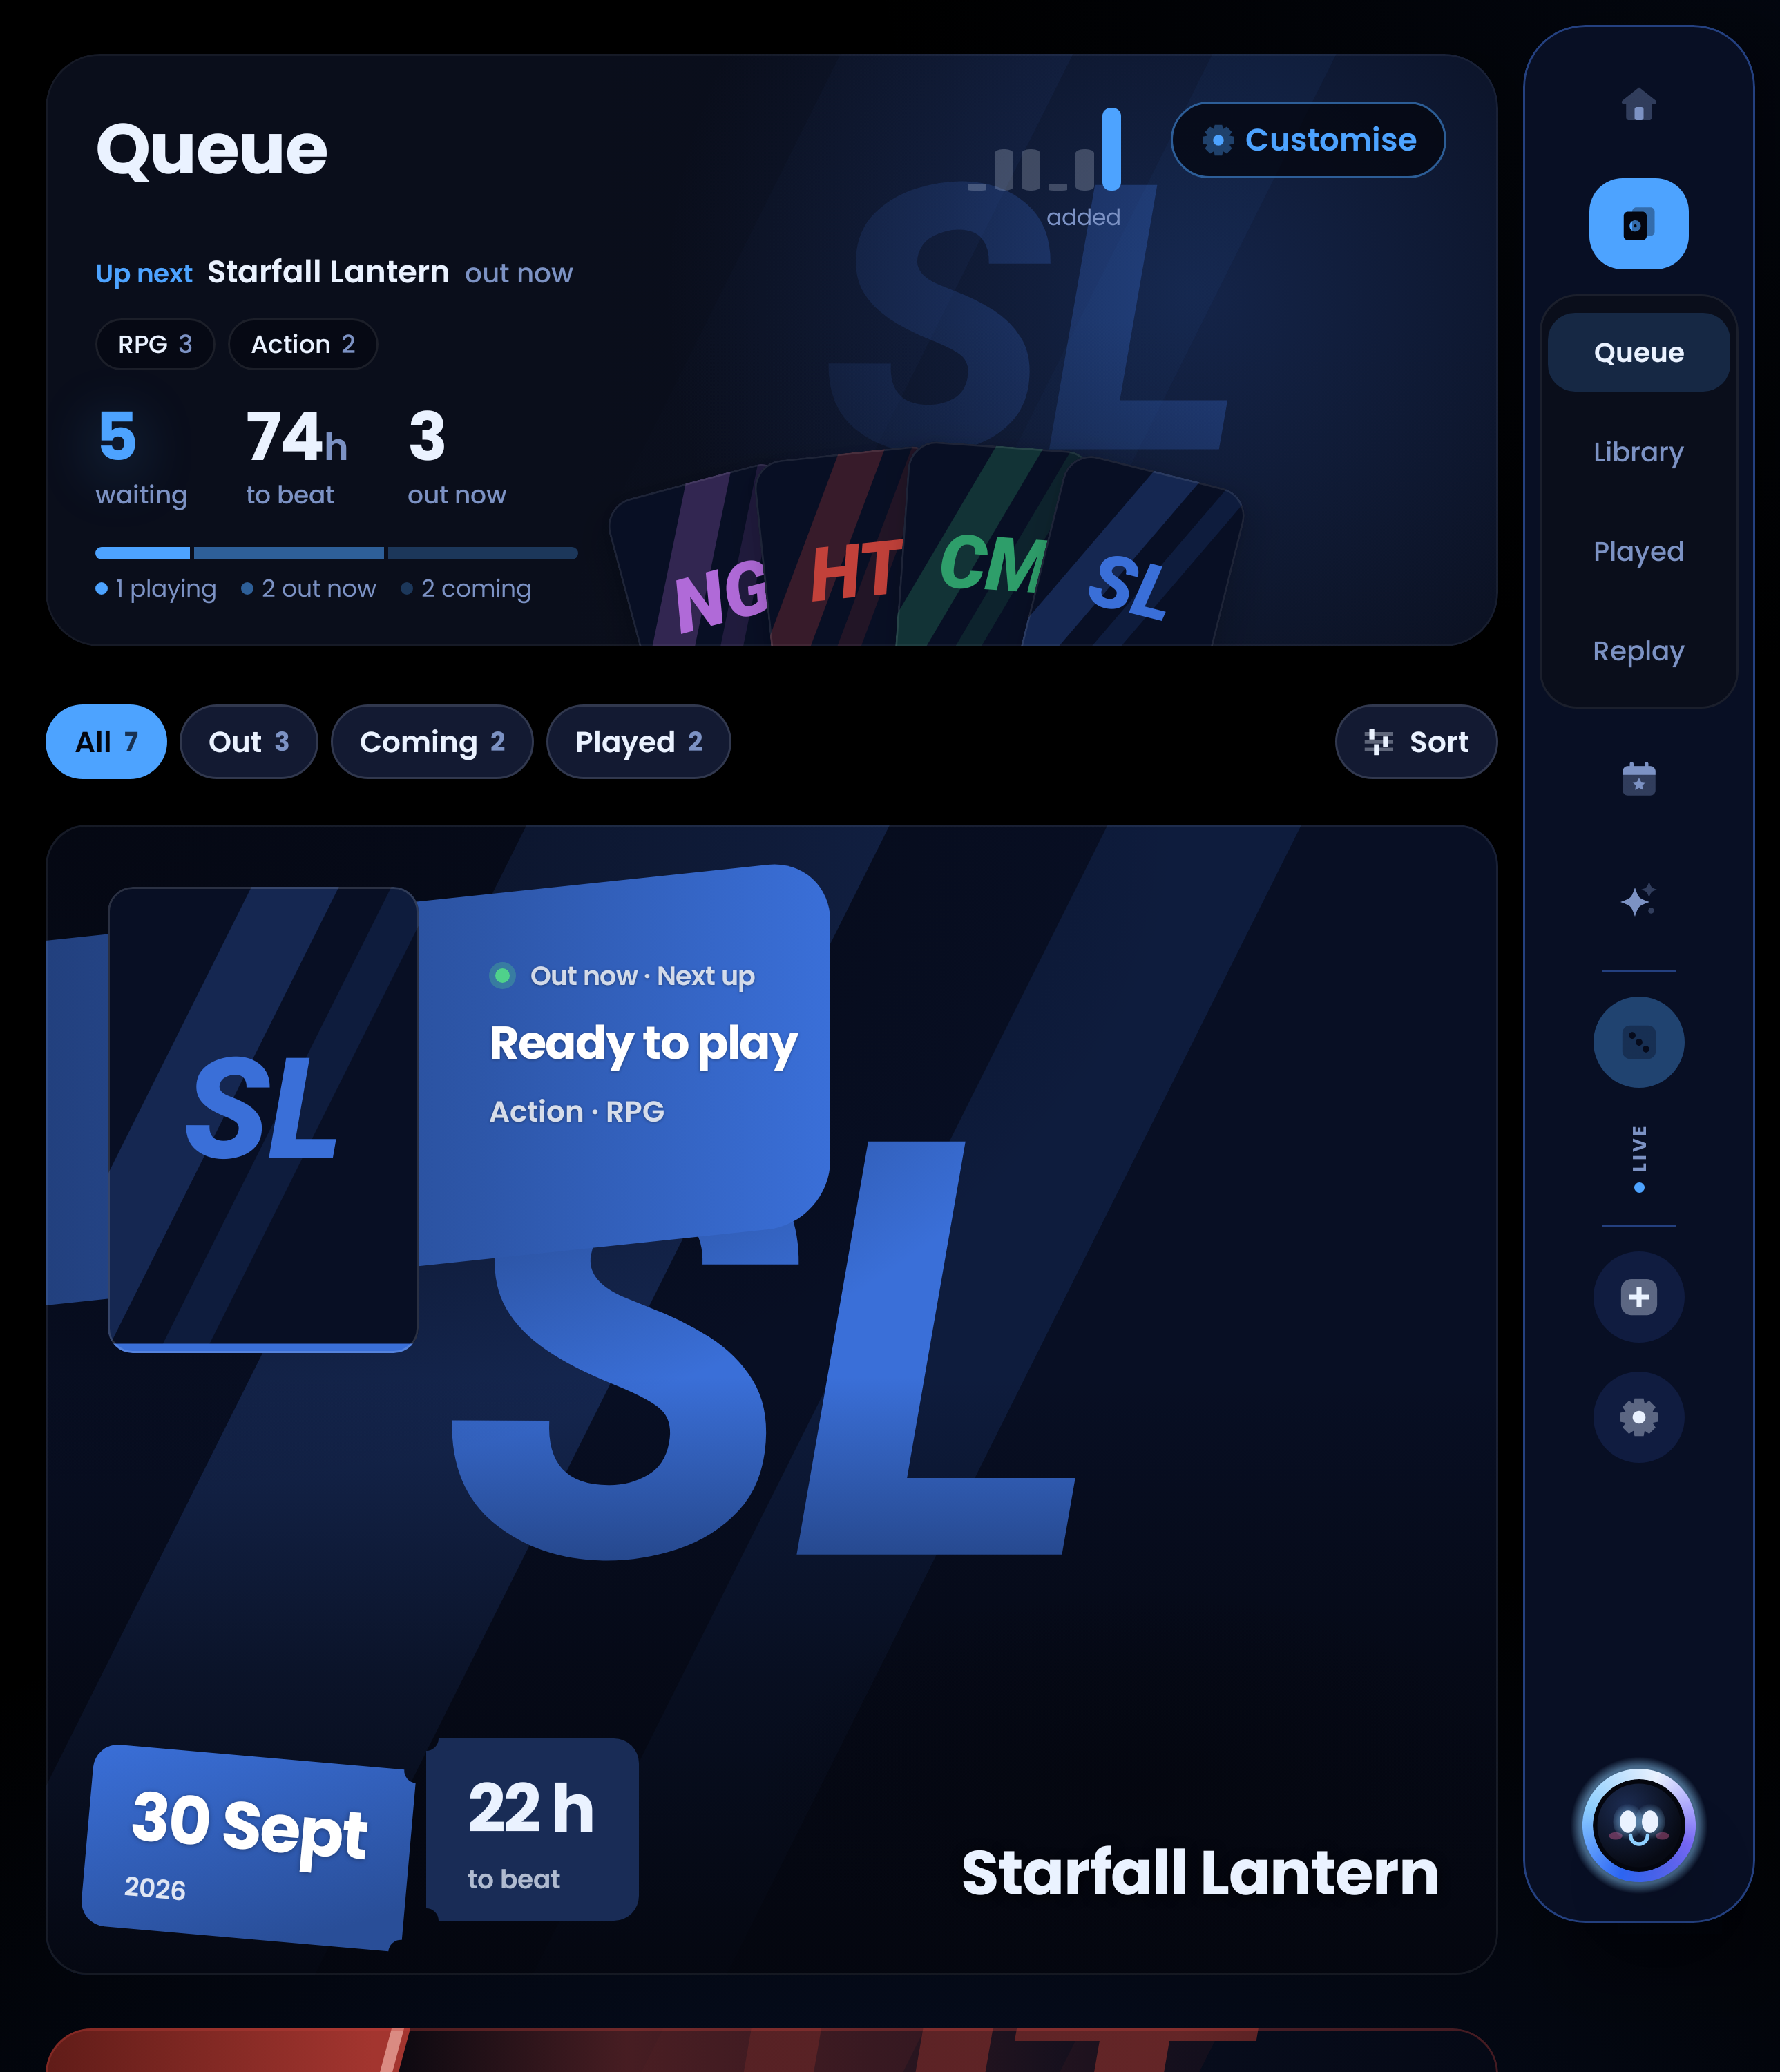 Queue
Customise
added
SL
Up next Starfall Lantern out now
RPG 3 Action 2
5 74h 3
waiting to beat out now
1 playing 2 out now 2 coming
NG HT CM SL
All 7 Out 3 Coming 2 Played 2 Sort
Out now · Next up
Ready to play
Action · RPG
SL
SL
30 Sept
2026
22 h
to beat
Starfall Lantern
HT
Queue
Library
Played
Replay
LIVE